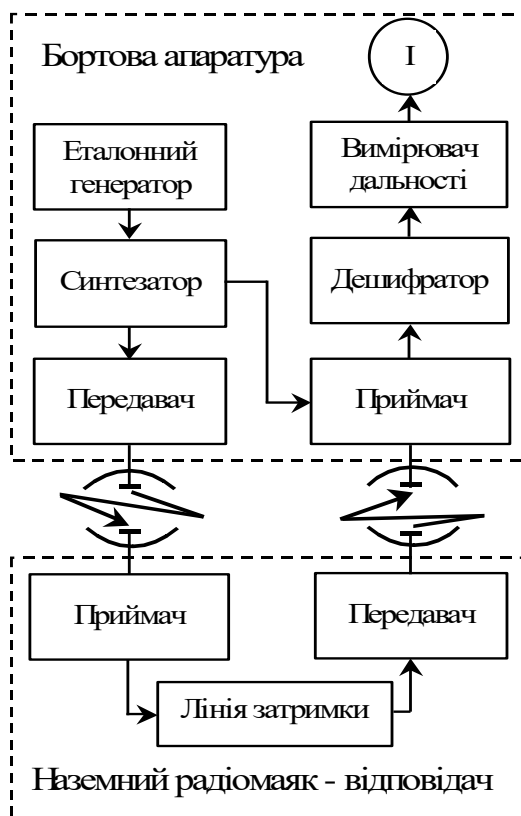 Бортова апаратура
І
Еталонний
генератор
Вимірювач
дальності
Синтезатор
Дешифратор
Передавач
Приймач
Приймач
Передавач
Лінія затримки
Наземний радіомаяк - відповідач